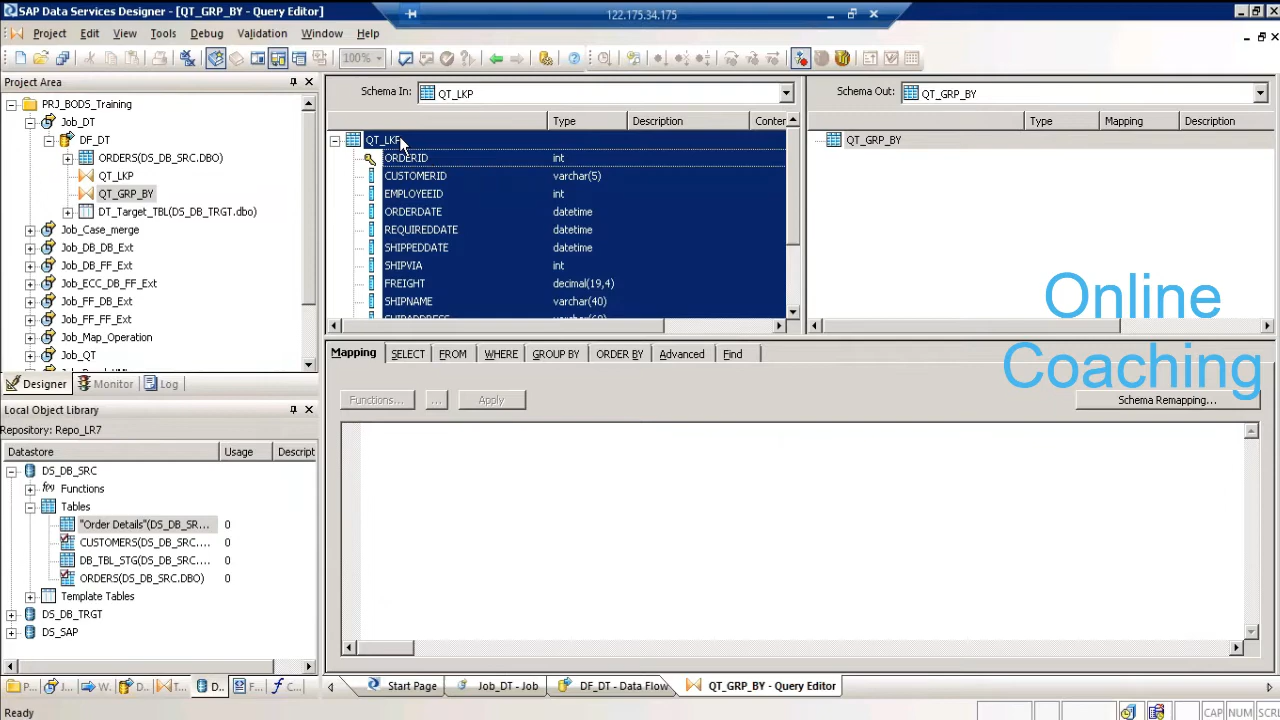 SAP Data Services Designer - [QT_GRP_BY - Query Editor]
122.175.34.175
Project Edit View Tools Debug Validation Window Help
100%
Project Area
PRJ_BODS_Training
Job_DT
DF_DT
ORDERS(DS_DB_SRC.DBO)
QT_LKP
QT_GRP_BY
DT_Target_TBL(DS_DB_TRGT.dbo)
Job_Case_merge
Job_DB_DB_Ext
Job_DB_FF_Ext
Job_ECC_DB_FF_Ext
Job_FF_DB_Ext
Job_FF_FF_Ext
Job_Map_Operation
Job_QT
Designer Monitor Log
Local Object Library
Repository: Repo_LR7
Datastore Usage Descript
DS_DB_SRC
Functions
Tables
"Order Details"(DS_DB_SR... 0
CUSTOMERS(DS_DB_SRC.... 0
DB_TBL_STG(DS_DB_SRC.... 0
ORDERS(DS_DB_SRC.DBO) 0
Template Tables
DS_DB_TRGT
DS_SAP
P... J... W... D... T... D... F... C...
Schema In: QT_LKP
Type Description Conter
QT_LKP
ORDERID int
CUSTOMERID varchar(5)
EMPLOYEEID int
ORDERDATE datetime
REQUIREDDATE datetime
SHIPPEDDATE datetime
SHIPVIA int
FREIGHT decimal(19,4)
SHIPNAME varchar(40)
Schema Out: QT_GRP_BY
Type Mapping Description
QT_GRP_BY
Online
Coaching
Mapping SELECT FROM WHERE GROUP BY ORDER BY Advanced Find
Functions... ... Apply Schema Remapping...
Start Page Job_DT - Job DF_DT - Data Flow QT_GRP_BY - Query Editor
Ready CAP NUM SCRL